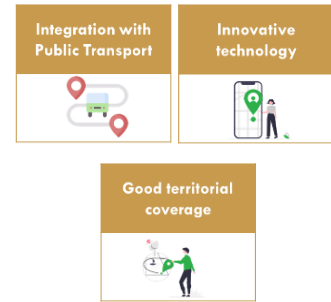 Integration with
Public Transport
Innovative
technology
Good territorial
coverage